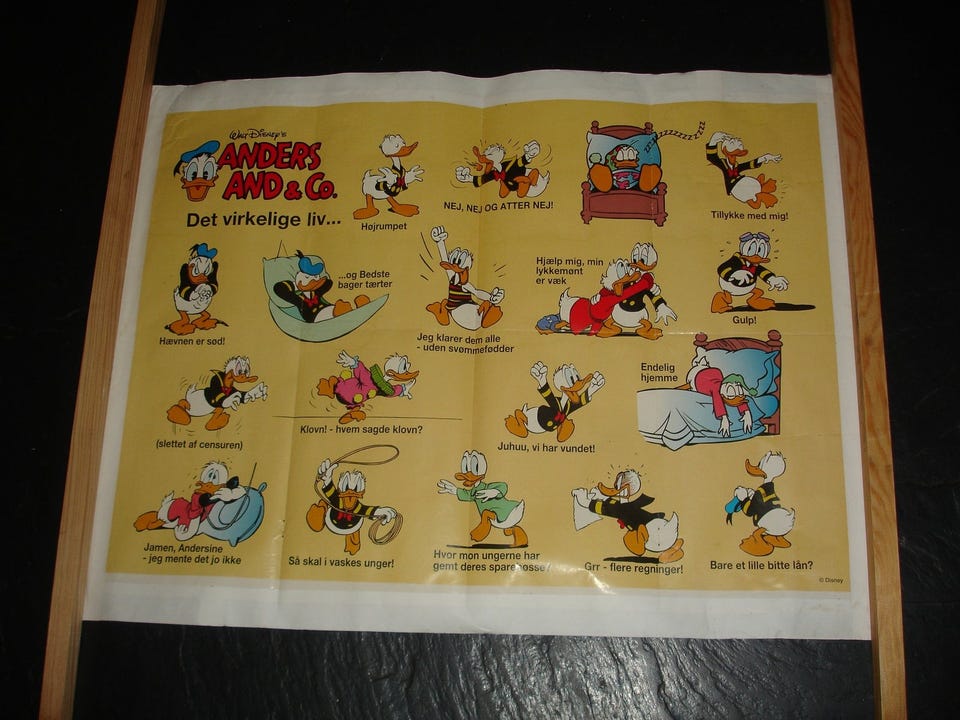 WALT DISNEY'S
ANDERS
AND & Co.
Det virkelige liv...
Højrumpet
NEJ, NEJ OG ATTER NEJ!
zzzzzzzzzzzz
Tillykke med mig!
Hævnen er sød!
...og Bedste
bager tærter
Jeg klarer dem alle
- uden svømmefødder
Hjælp mig, min
lykkemønt
er væk
Gulp!
(slettet af censuren)
Klovn! - hvem sagde klovn?
Juhuu, vi har vundet!
Endelig
hjemme
Jamen, Andersine
- jeg mente det jo ikke
Så skal i vaskes unger!
Hvor mon ungerne har
gemt deres sparebøsse?
Grr - flere regninger!
Bare et lille bitte lån?
© Disney